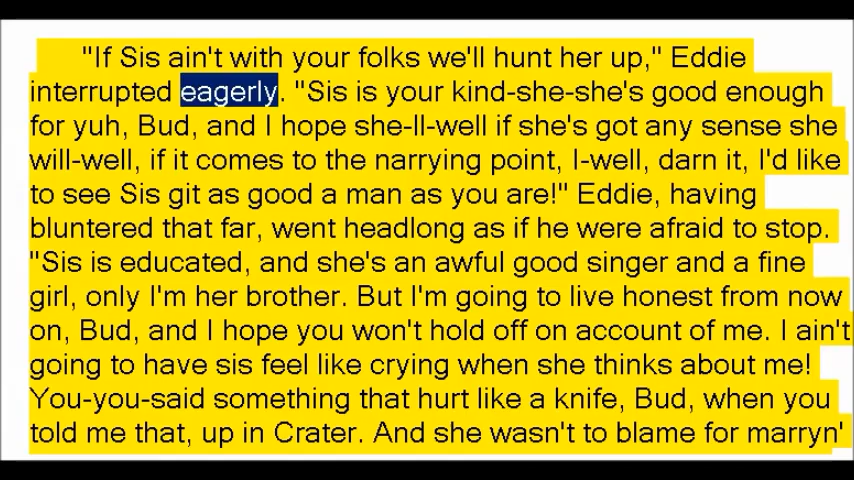 "If Sis ain't with your folks we'll hunt her up," Eddie
interrupted eagerly. "Sis is your kind-she-she's good enough
for yuh, Bud, and I hope she-ll-well if she's got any sense she
will-well, if it comes to the narrying point, I-well, darn it, I'd like
to see Sis git as good a man as you are!" Eddie, having
bluntered that far, went headlong as if he were afraid to stop.
"Sis is educated, and she's an awful good singer and a fine
girl, only I'm her brother. But I'm going to live honest from now
on, Bud, and I hope you won't hold off on account of me. I ain't
going to have sis feel like crying when she thinks about me!
You-you-said something that hurt like a knife, Bud, when you
told me that, up in Crater. And she wasn't to blame for marryn'